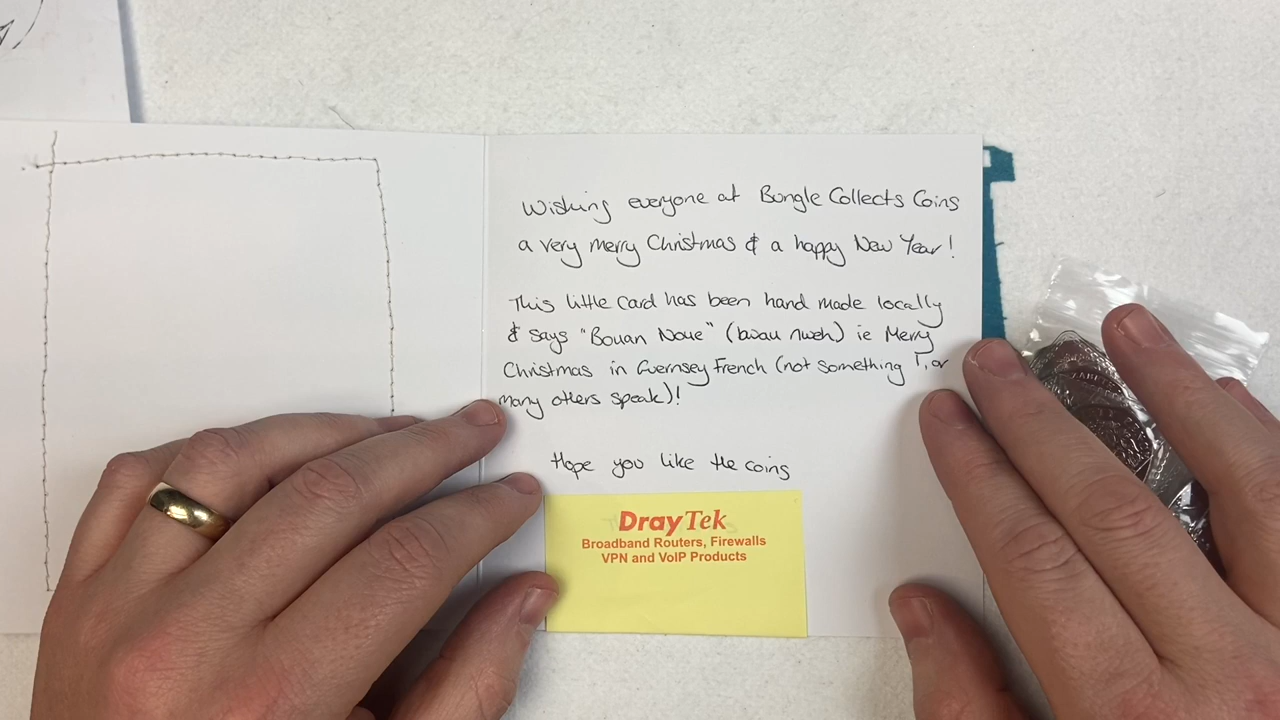 Wishing everyone at Bungle Collects Coins
a very merry Christmas & a happy New Year!
This little card has been hand made locally
& says "Bouan Noue" (bwau nweh) ie Merry
Christmas in Guernsey French (not something I, or
many others speak)!
Hope you like the coins
DrayTek
Broadband Routers, Firewalls
VPN and VoIP Products